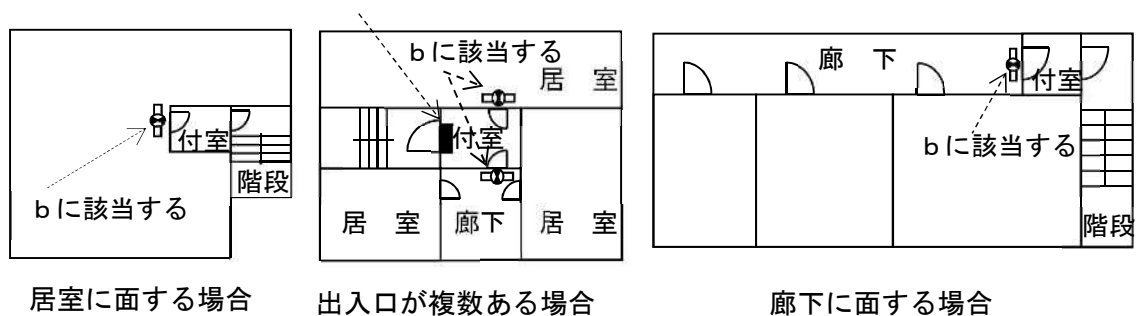 付室
階段
bに該当する
居室に面する場合
bに該当する
居 室
付室
居 室
廊下
居 室
出入口が複数ある場合
廊 下
付室
bに該当する
階段
廊下に面する場合